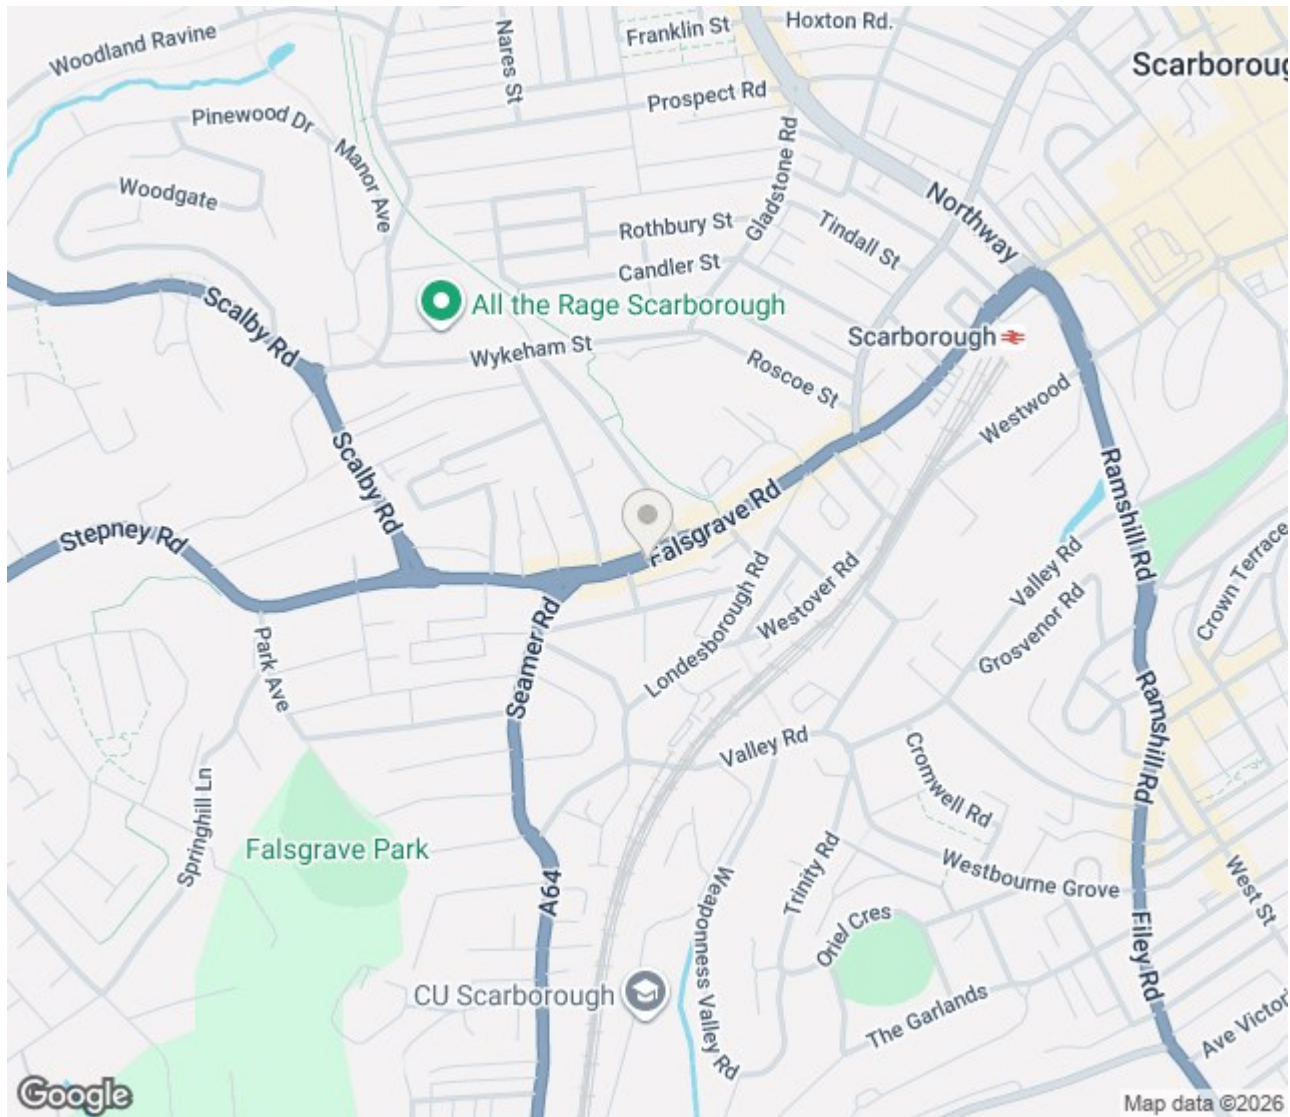 Woodland Ravine
Nares St
Franklin St
Hoxton Rd.
Scarboroug
Pinewood Dr
Prospect Rd
Manor Ave
Gladstone Rd
Woodgate
Northway
Rothbury St
Tindall St
Candler St
Scalby Rd
All the Rage Scarborough
Scarborough
Wykeham St
Roscoe St
Westwood
Scalby Rd
Ramshill Rd
Stepney Rd
Falsgrave Rd
Valley Rd
Crown Terrace
Londesborough Rd
Westover Rd
Grosvenor Rd
Park Ave
Seamer Rd
Ramshill Rd
Valley Rd
Cromwell Rd
Springhill Ln
Falsgrave Park
Trinity Rd
Westbourne Grove
West St
A64
Weaponness Valley Rd
Oriel Cres
Filey Rd
CU Scarborough
The Garlands
Ave Victori
Google
Map data ©2026